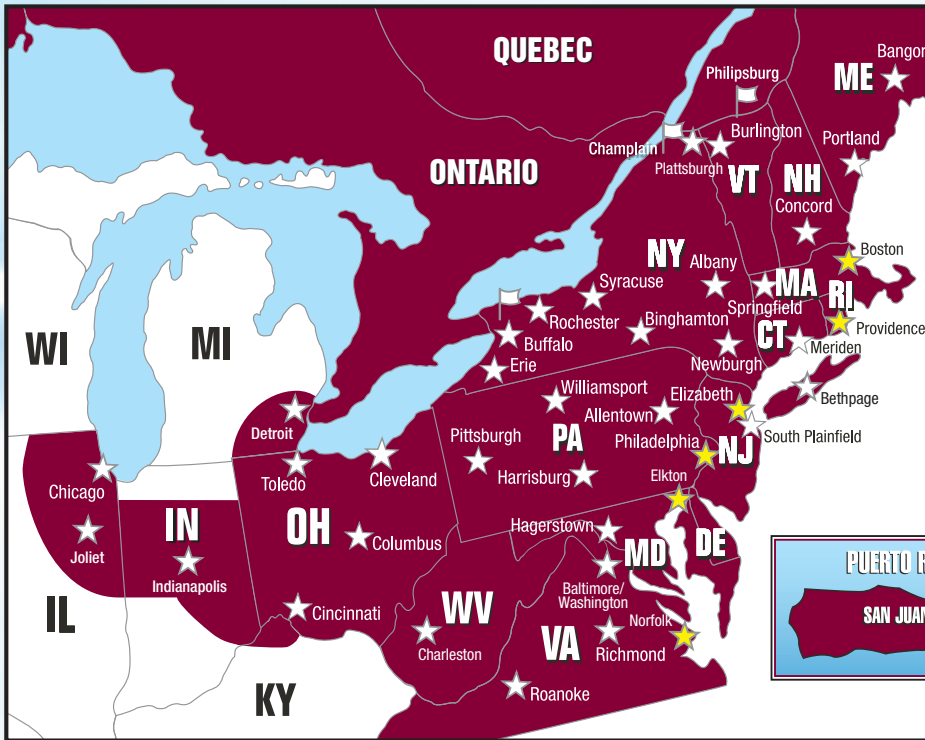 QUEBEC
Bangor
ME
Philipsburg
Champlain
Burlington
Portland
Plattsburgh
ONTARIO
VT
NH
Concord
Boston
NY
Albany
Syracuse
MA
RI
Springfield
Rochester
Binghamton
CT
Providence
WI
MI
Buffalo
Newburgh
Meriden
Erie
Williamsport
Elizabeth
Bethpage
Allentown
Detroit
Pittsburgh
PA
Philadelphia
NJ
South Plainfield
Toledo
Cleveland
Harrisburg
Elkton
Chicago
IN
OH
Hagerstown
DE
Joliet
Columbus
MD
Indianapolis
Baltimore/
Washington
PUERTO R
IL
Cincinnati
WV
Norfolk
SAN JUAN
Charleston
VA
Richmond
KY
Roanoke